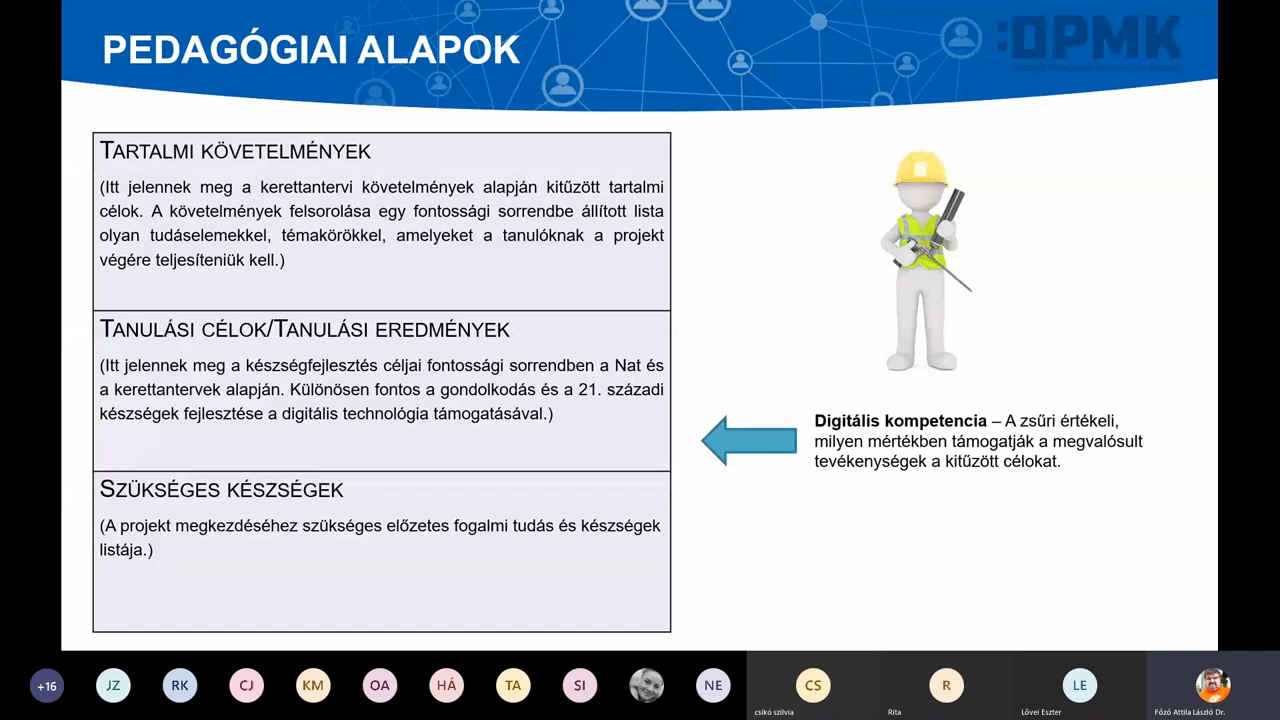 PEDAGÓGIAI ALAPOK
:OPMK
TARTALMI KÖVETELMÉNYEK
(Itt jelennek meg a kerettantervi követelmények alapján kitűzött tartalmi
célok. A követelmények felsorolása egy fontossági sorrendbe állított lista
olyan tudáselemekkel, témakörökkel, amelyeket a tanulóknak a projekt
végére teljesíteniük kell.)
TANULÁSI CÉLOK/TANULÁSI EREDMÉNYEK
(Itt jelennek meg a készségfejlesztés céljai fontossági sorrendben a Nat és
a kerettantervek alapján. Különösen fontos a gondolkodás és a 21. századi
készségek fejlesztése a digitális technológia támogatásával.)
SZÜKSÉGES KÉSZSÉGEK
(A projekt megkezdéséhez szükséges előzetes fogalmi tudás és készségek
listája.)
Digitális kompetencia – A zsűri értékeli,
milyen mértékben támogatják a megvalósult
tevékenységek a kitűzött célokat.
+16 JZ RK CJ KM OA HÁ TA SI NE CS R LE
csikó szilvia Rita Lővei Eszter Főző Attila László Dr.